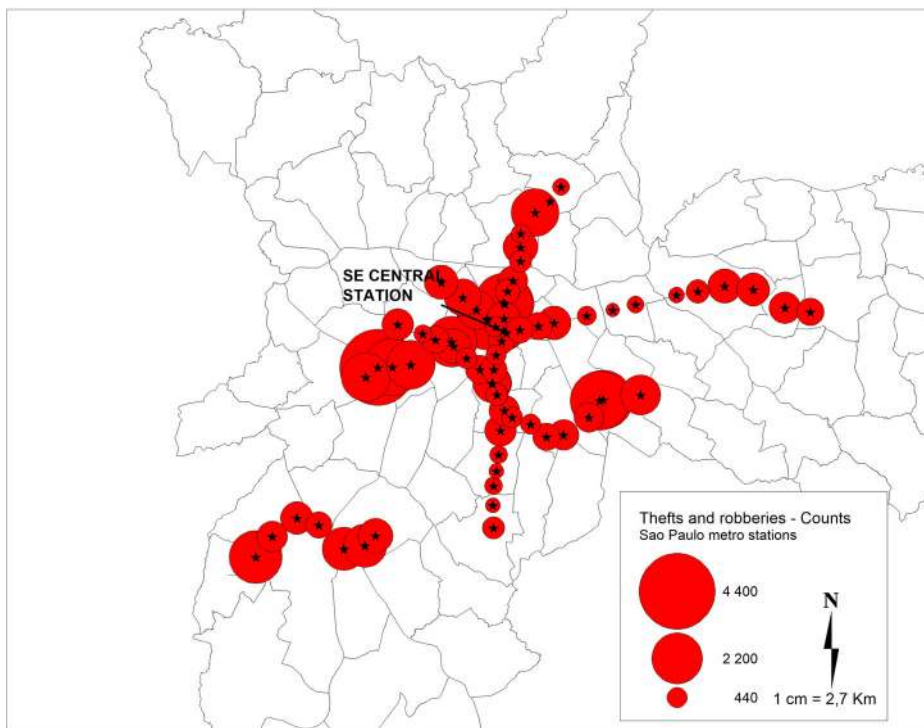 SE CENTRAL
STATION
Thefts and robberies - Counts
Sao Paulo metro stations
4 400
2 200
440
N
1 cm = 2,7 Km